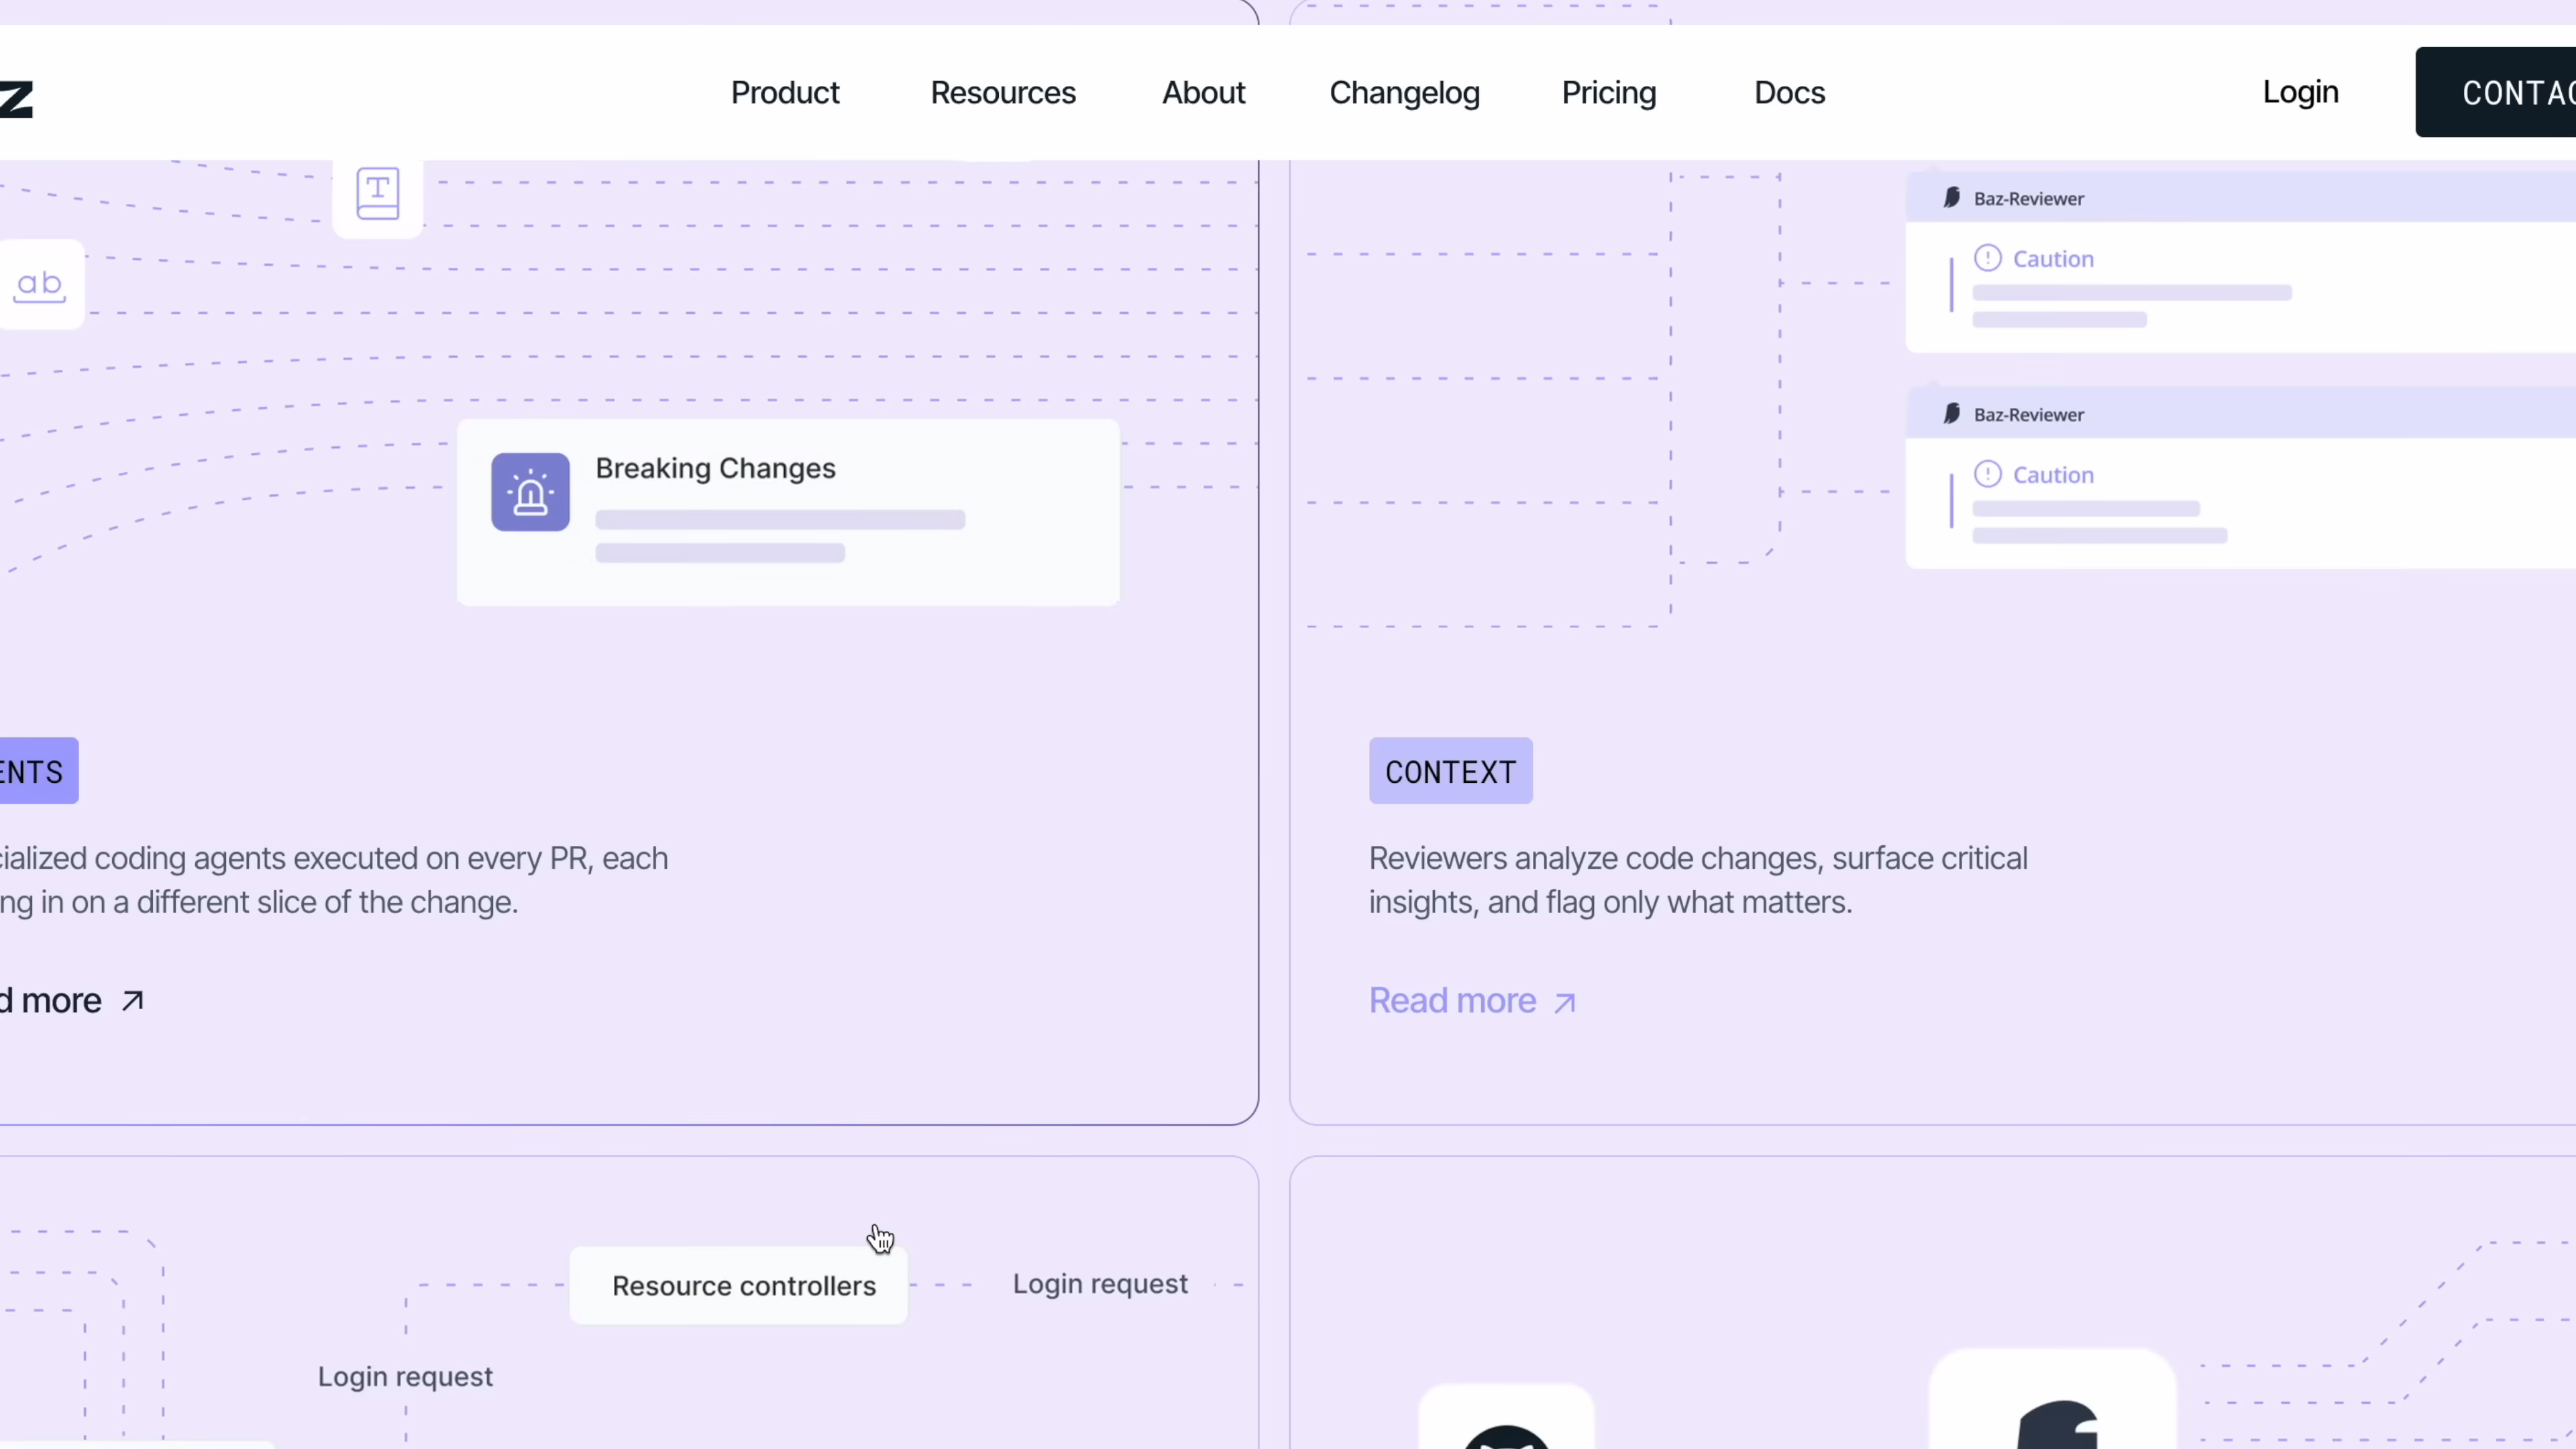 Z
Product Resources About Changelog Pricing Docs Login CONTAC
T
ab
Breaking Changes
Baz-Reviewer
Caution
Baz-Reviewer
Caution
ENTS
cialized coding agents executed on every PR, each
ng in on a different slice of the change.
d more
CONTEXT
Reviewers analyze code changes, surface critical
insights, and flag only what matters.
Read more
Resource controllers
Login request
Login request